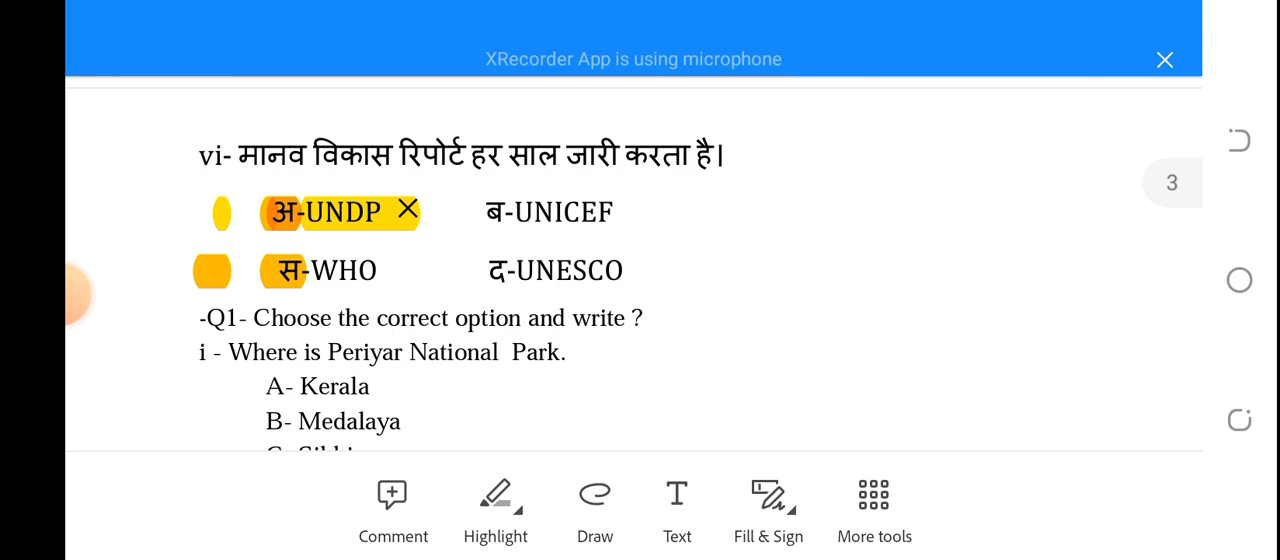 XRecorder App is using microphone
vi- मानव विकास रिपोर्ट हर साल जारी करता है।
3
अ-UNDP ब-UNICEF
स-WHO द-UNESCO
-Q1- Choose the correct option and write ?
i - Where is Periyar National Park.
A- Kerala
B- Medalaya
Comment Highlight Draw Text Fill & Sign More tools